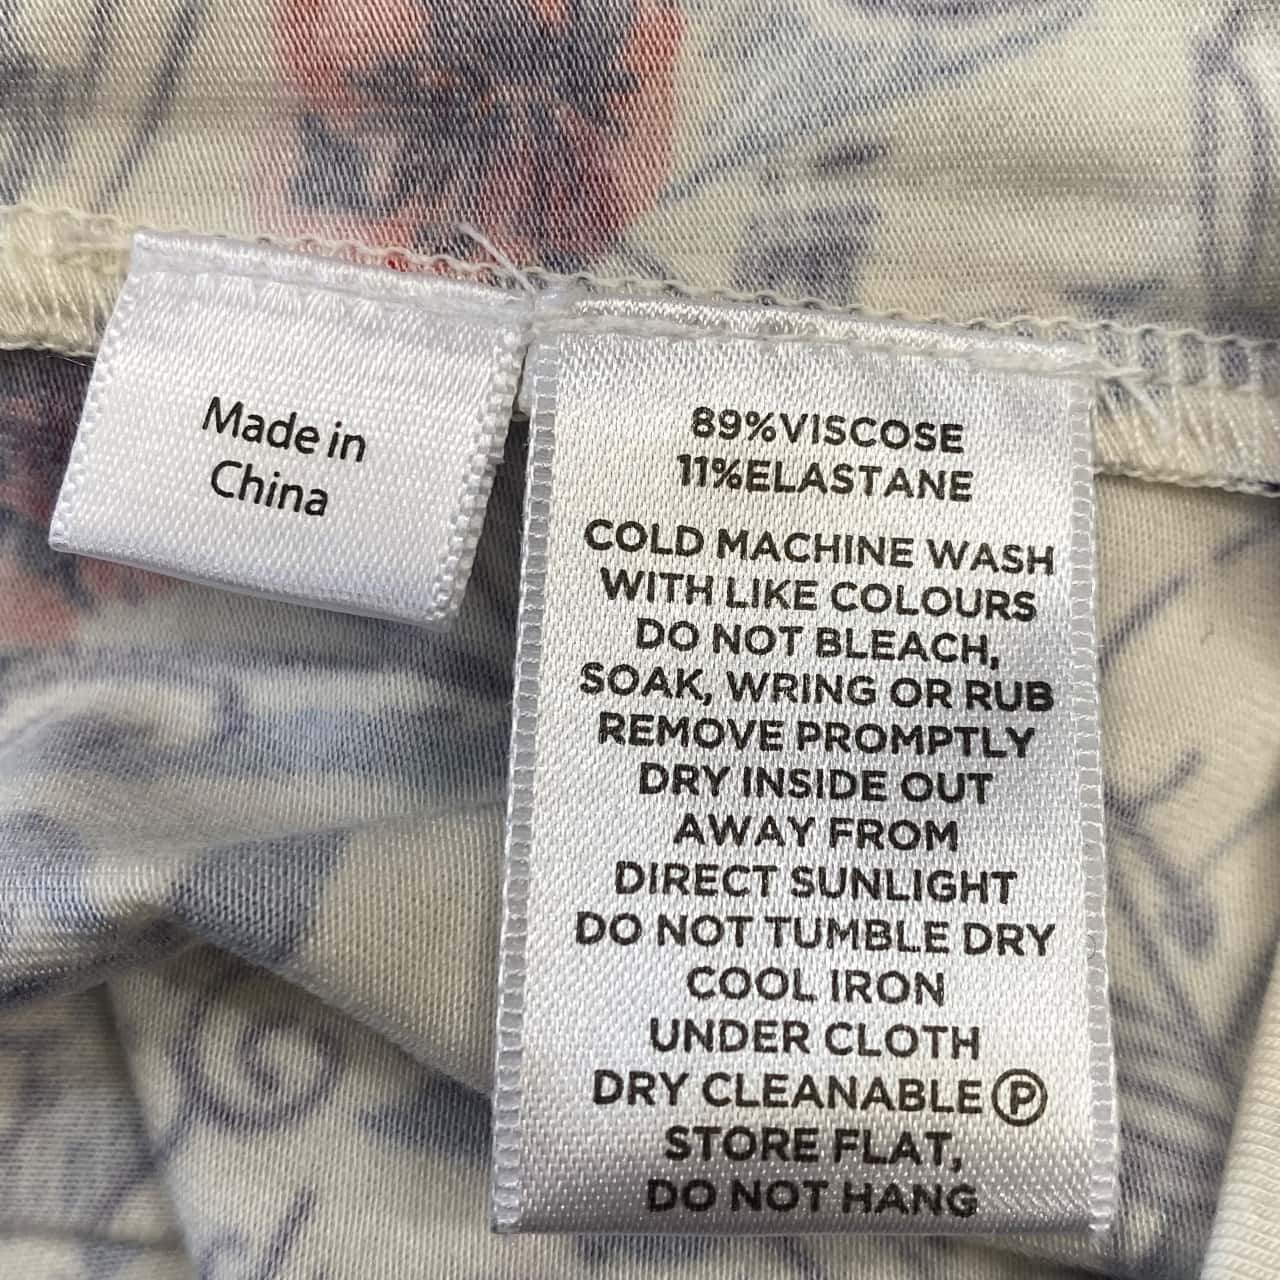 Made in
China
89%VISCOSE
11%ELASTANE
COLD MACHINE WASH
WITH LIKE COLOURS
DO NOT BLEACH,
SOAK, WRING OR RUB
REMOVE PROMPTLY
DRY INSIDE OUT
AWAY FROM
DIRECT SUNLIGHT
DO NOT TUMBLE DRY
COOL IRON
UNDER CLOTH
DRY CLEANABLE Ⓟ
STORE FLAT,
DO NOT HANG